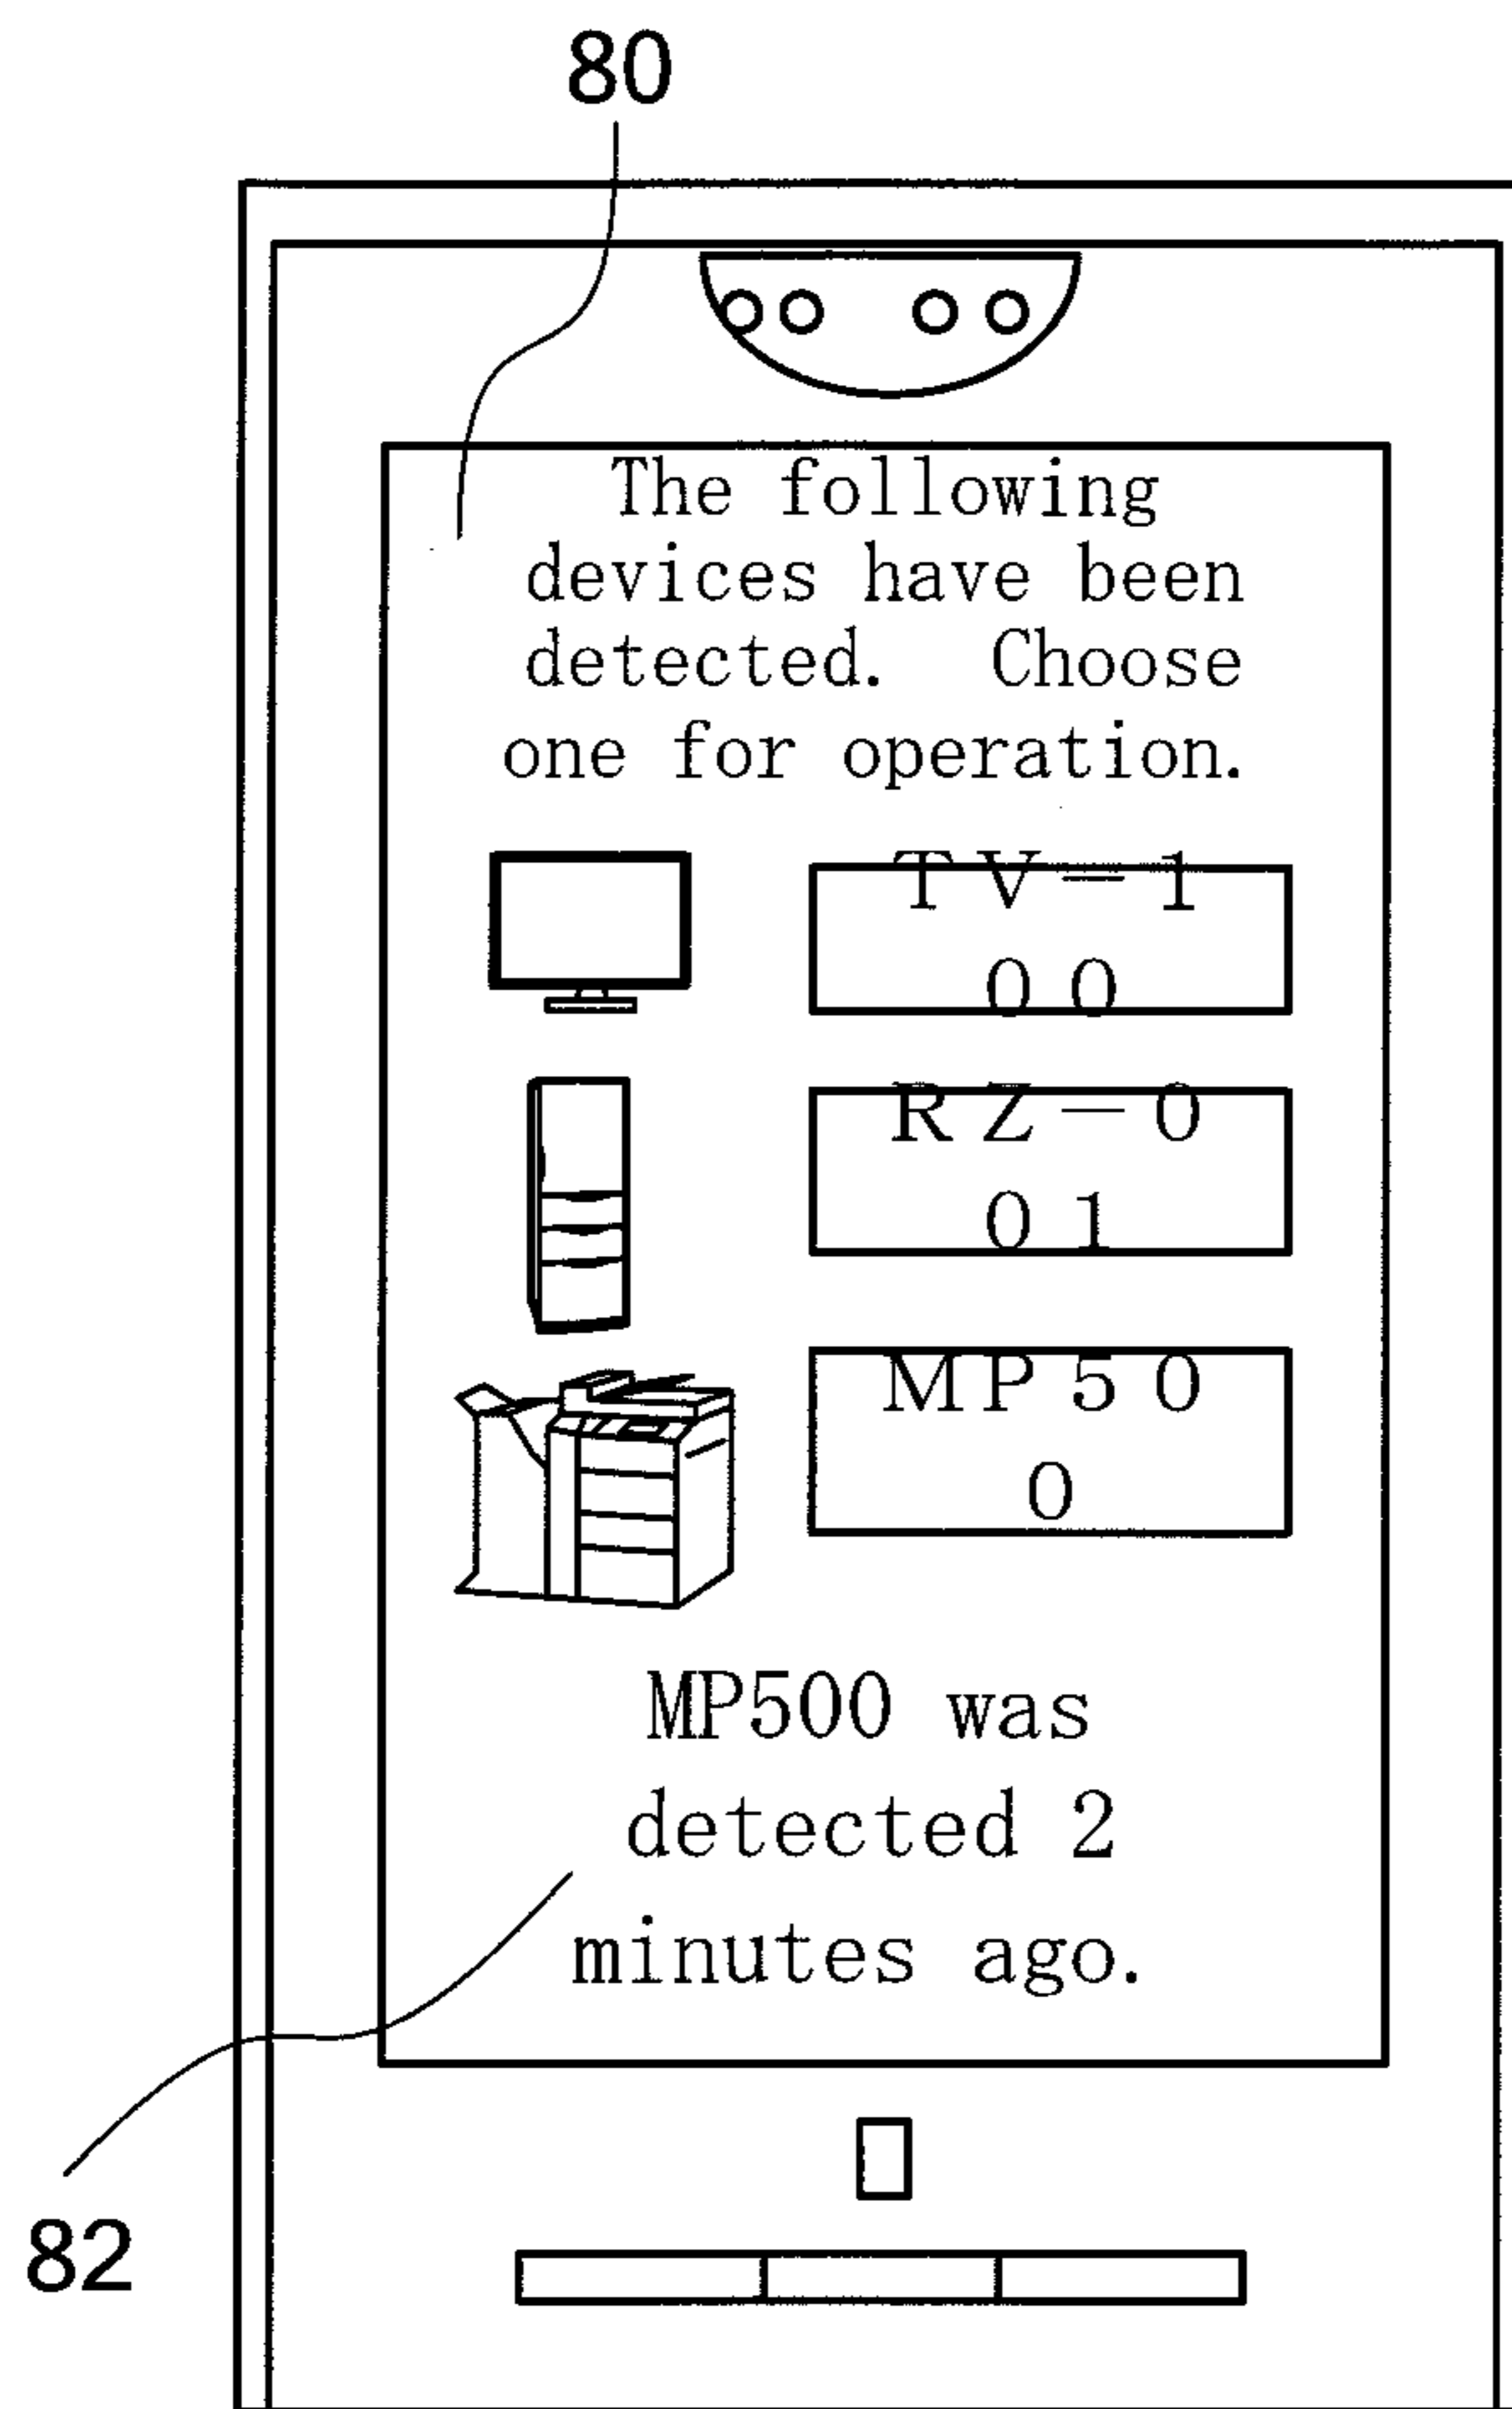 80
The following
devices have been
detected. Choose
one for operation.
TV−1
00
RZ−0
01
MP50
0
MP500 was
detected 2
minutes ago.
82